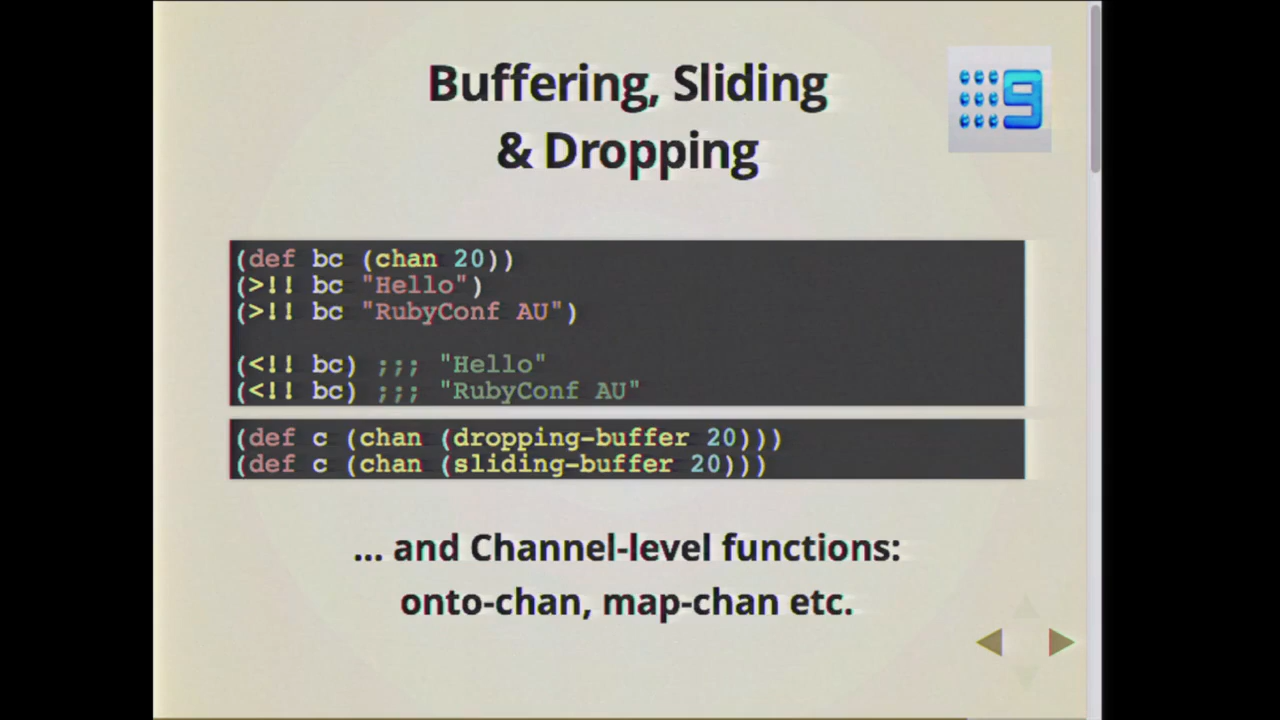 Buffering, Sliding
& Dropping
9
(def bc (chan 20))
(>!! bc "Hello")
(>!! bc "RubyConf AU")
(<!! bc) ;;; "Hello"
(<!! bc) ;;; "RubyConf AU"
(def c (chan (dropping-buffer 20)))
(def c (chan (sliding-buffer 20)))
... and Channel-level functions:
onto-chan, map-chan etc.